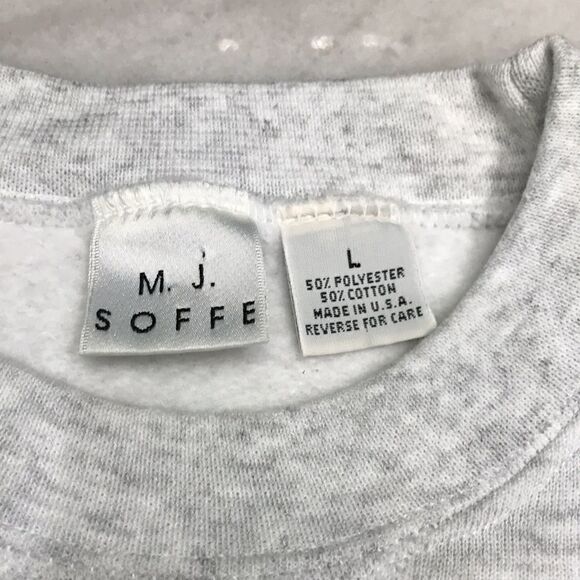 M. J.
SOFFE
L
50% POLYESTER
50% COTTON
MADE IN U.S.A.
REVERSE FOR CARE